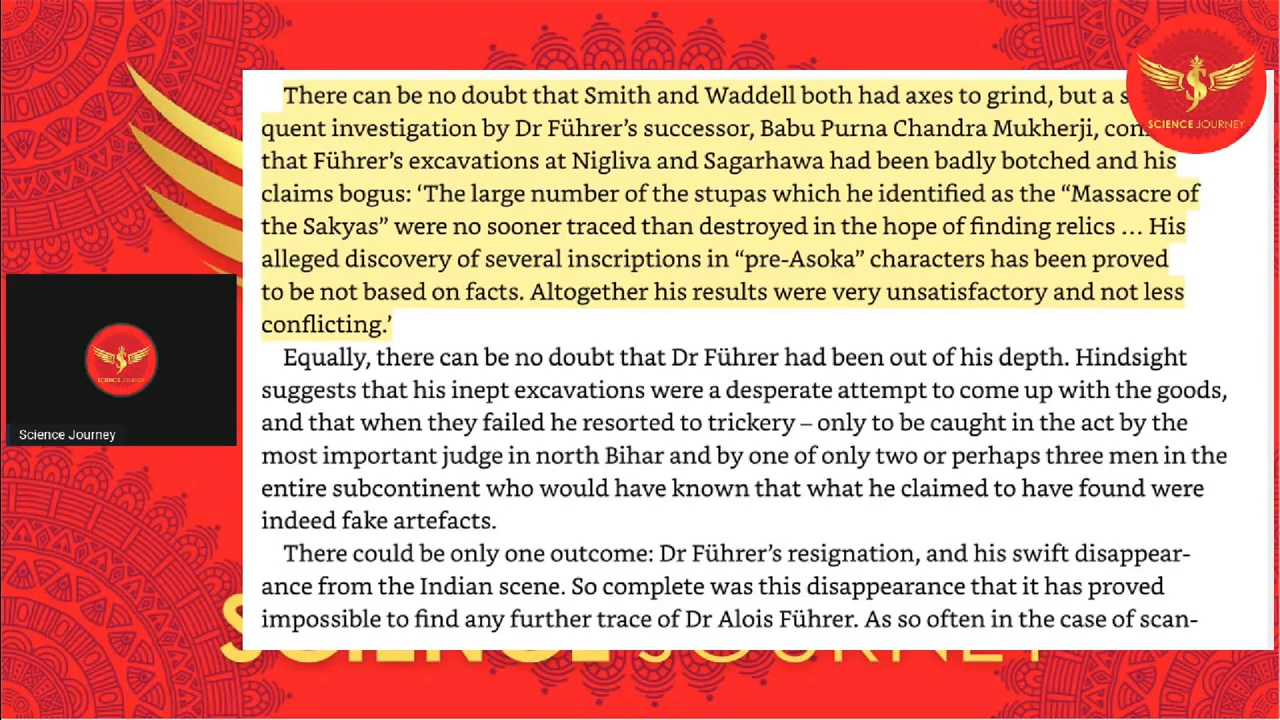 There can be no doubt that Smith and Waddell both had axes to grind, but a
quent investigation by Dr Führer’s successor, Babu Purna Chandra Mukherji,
that Führer’s excavations at Nigliva and Sagarhawa had been badly botched and his
claims bogus: ‘The large number of the stupas which he identified as the “Massacre of
the Sakyas” were no sooner traced than destroyed in the hope of finding relics … His
alleged discovery of several inscriptions in “pre-Asoka” characters has been proved
to be not based on facts. Altogether his results were very unsatisfactory and not less
conflicting.’
Equally, there can be no doubt that Dr Führer had been out of his depth. Hindsight
suggests that his inept excavations were a desperate attempt to come up with the goods,
and that when they failed he resorted to trickery – only to be caught in the act by the
most important judge in north Bihar and by one of only two or perhaps three men in the
entire subcontinent who would have known that what he claimed to have found were
indeed fake artefacts.
There could be only one outcome: Dr Führer’s resignation, and his swift disappear-
ance from the Indian scene. So complete was this disappearance that it has proved
impossible to find any further trace of Dr Alois Führer. As so often in the case of scan-
SCIENCE JOURNEY
SCIENCE JOURNEY
Science Journey